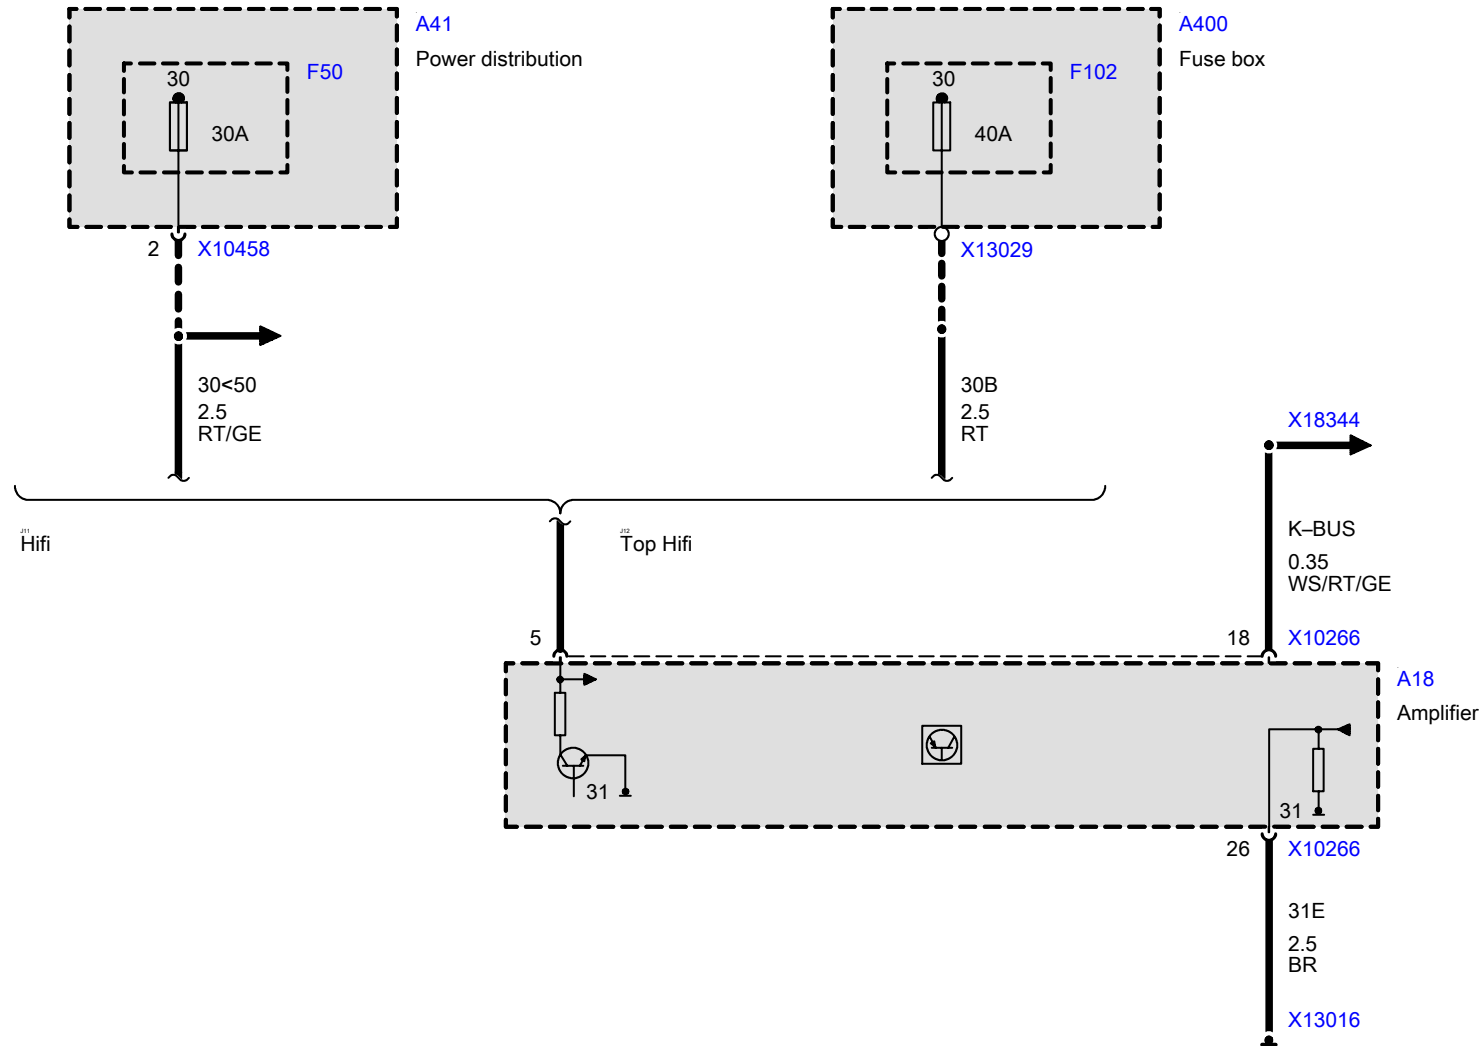 A41
Power distribution
F50
30
30A
2
X10458
30<50
2.5
RT/GE
A400
Fuse box
F102
30
40A
X13029
30B
2.5
RT
X18344
K–BUS
0.35
WS/RT/GE
J11
Hifi
J12
Top Hifi
5
18
X10266
A18
Amplifier
31
31
26
X10266
31E
2.5
BR
X13016